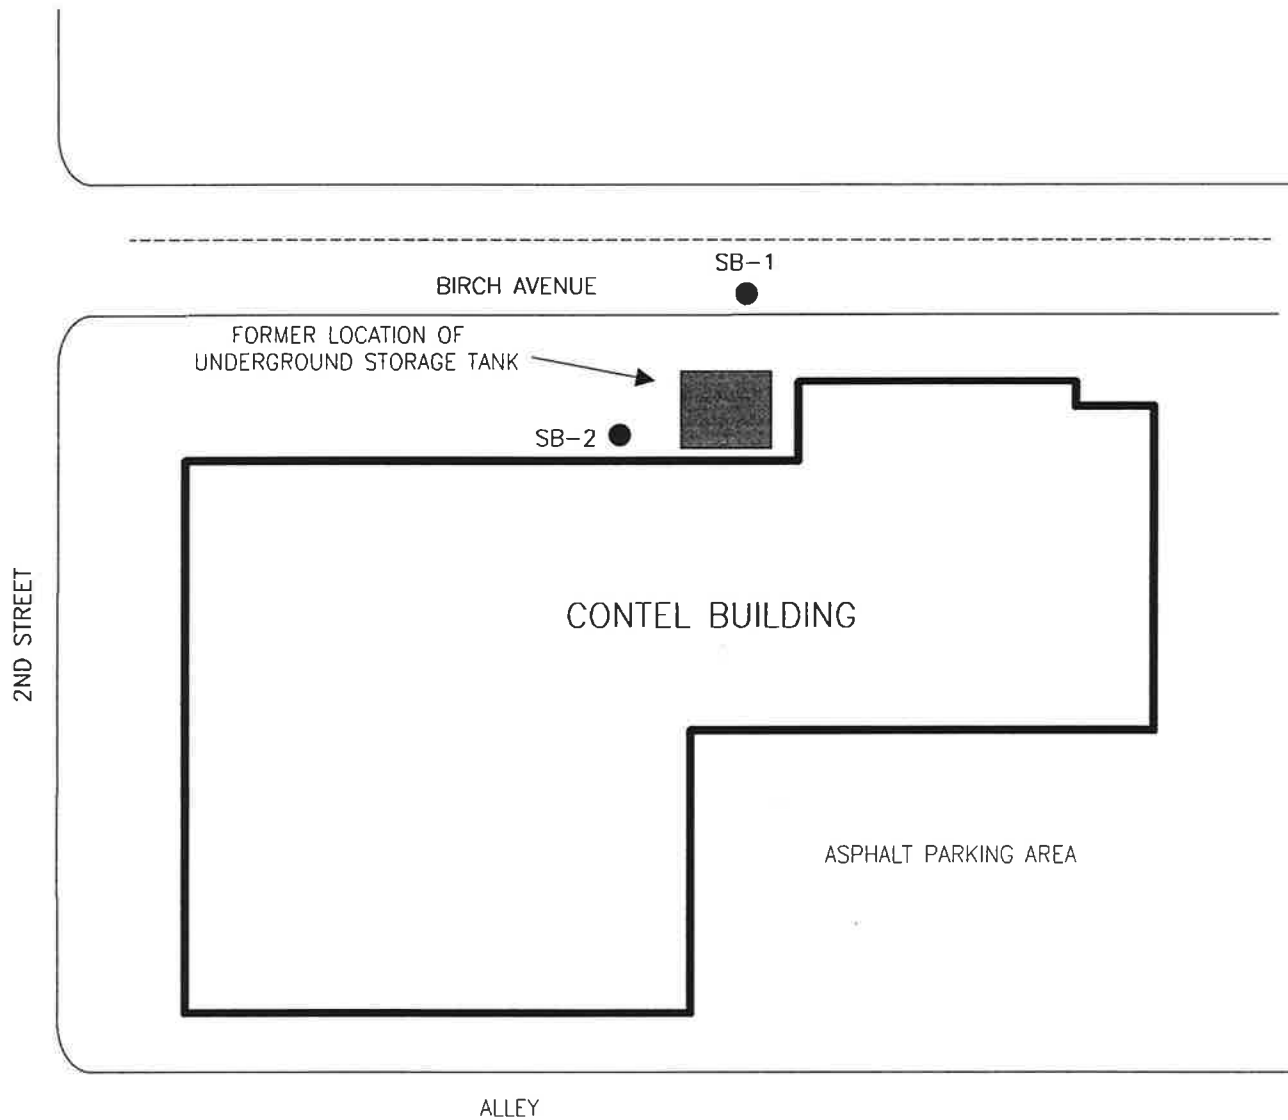 SB-1
BIRCH AVENUE
FORMER LOCATION OF
UNDERGROUND STORAGE TANK
SB-2
CONTEL BUILDING
2ND STREET
ASPHALT PARKING AREA
ALLEY